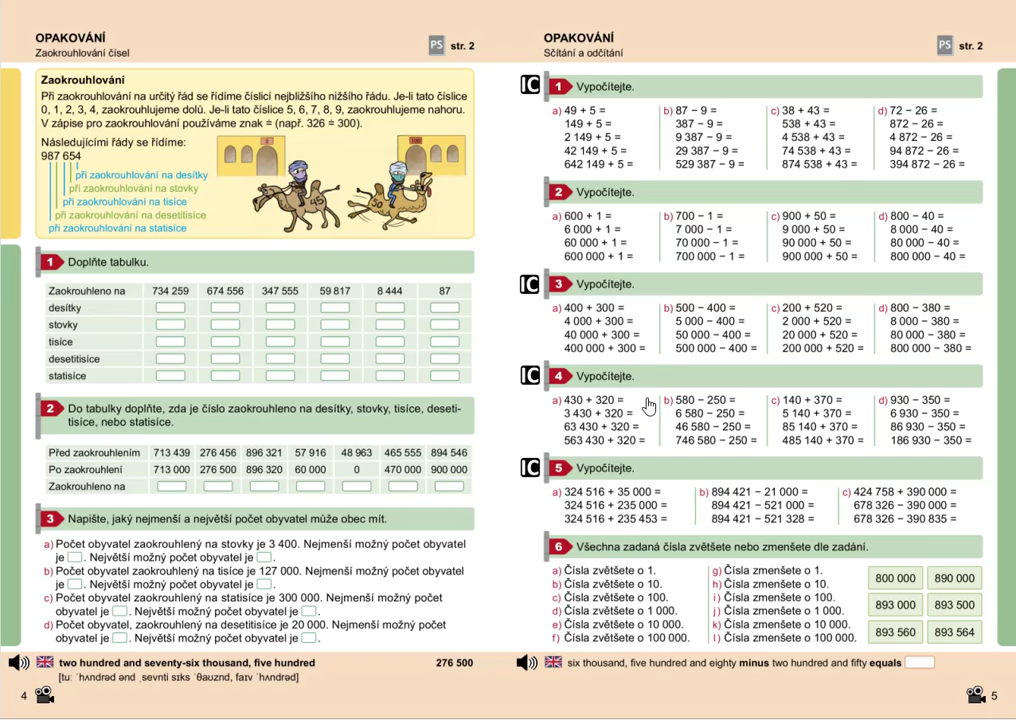 OPAKOVÁNÍ
Zaokrouhlování čísel
PS str. 2
Zaokrouhlování
Při zaokrouhlování na určitý řád se řídíme číslicí nejbližšího nižšího řádu. Je-li tato číslice
0, 1, 2, 3, 4, zaokrouhlujeme dolů. Je-li tato číslice 5, 6, 7, 8, 9, zaokrouhlujeme nahoru.
V zápise pro zaokrouhlování používáme znak ≐ (např. 326 ≐ 300).
Následujícími řády se řídíme:
987 654
při zaokrouhlování na desítky
při zaokrouhlování na stovky
při zaokrouhlování na tisíce
při zaokrouhlování na desetitisíce
při zaokrouhlování na statisíce
45
50
1 Doplňte tabulku.
Zaokrouhleno na 734 259 674 556 347 555 59 817 8 444 87
desítky
stovky
tisíce
desetitisíce
statisíce
2 Do tabulky doplňte, zda je číslo zaokrouhleno na desítky, stovky, tisíce, deseti-
tisíce, nebo statisíce.
Před zaokrouhlením 713 439 276 456 896 321 57 916 48 963 465 555 894 546
Po zaokrouhlení 713 000 276 500 896 320 60 000 0 470 000 900 000
Zaokrouhleno na
3 Napište, jaký nejmenší a největší počet obyvatel může obec mít.
a) Počet obyvatel zaokrouhlený na stovky je 3 400. Nejmenší možný počet obyvatel
je . Největší možný počet obyvatel je .
b) Počet obyvatel zaokrouhlený na tisíce je 127 000. Nejmenší možný počet obyvatel
je . Největší možný počet obyvatel je .
c) Počet obyvatel zaokrouhlený na statisíce je 300 000. Nejmenší možný počet
obyvatel je . Největší možný počet obyvatel je .
d) Počet obyvatel, zaokrouhlený na desetitisíce je 20 000. Nejmenší možný počet
obyvatel je . Největší možný počet obyvatel je .
two hundred and seventy-six thousand, five hundred 276 500
[tuː ˈhʌndrəd ənd ˌsevnti sɪks ˈθaʊznd, faɪv ˈhʌndrəd]
4
OPAKOVÁNÍ
Sčítání a odčítání
PS str. 2
IC 1 Vypočítejte.
a) 49 + 5 = b) 87 − 9 = c) 38 + 43 = d) 72 − 26 =
149 + 5 = 387 − 9 = 538 + 43 = 872 − 26 =
2 149 + 5 = 9 387 − 9 = 4 538 + 43 = 4 872 − 26 =
42 149 + 5 = 29 387 − 9 = 74 538 + 43 = 94 872 − 26 =
642 149 + 5 = 529 387 − 9 = 874 538 + 43 = 394 872 − 26 =
2 Vypočítejte.
a) 600 + 1 = b) 700 − 1 = c) 900 + 50 = d) 800 − 40 =
6 000 + 1 = 7 000 − 1 = 9 000 + 50 = 8 000 − 40 =
60 000 + 1 = 70 000 − 1 = 90 000 + 50 = 80 000 − 40 =
600 000 + 1 = 700 000 − 1 = 900 000 + 50 = 800 000 − 40 =
IC 3 Vypočítejte.
a) 400 + 300 = b) 500 − 400 = c) 200 + 520 = d) 800 − 380 =
4 000 + 300 = 5 000 − 400 = 2 000 + 520 = 8 000 − 380 =
40 000 + 300 = 50 000 − 400 = 20 000 + 520 = 80 000 − 380 =
400 000 + 300 = 500 000 − 400 = 200 000 + 520 = 800 000 − 380 =
IC 4 Vypočítejte.
a) 430 + 320 = b) 580 − 250 = c) 140 + 370 = d) 930 − 350 =
3 430 + 320 = 6 580 − 250 = 5 140 + 370 = 6 930 − 350 =
63 430 + 320 = 46 580 − 250 = 85 140 + 370 = 86 930 − 350 =
563 430 + 320 = 746 580 − 250 = 485 140 + 370 = 186 930 − 350 =
IC 5 Vypočítejte.
a) 324 516 + 35 000 = b) 894 421 − 21 000 = c) 424 758 + 390 000 =
324 516 + 235 000 = 894 421 − 521 000 = 678 326 − 390 000 =
324 516 + 235 453 = 894 421 − 521 328 = 678 326 − 390 835 =
6 Všechna zadaná čísla zvětšete nebo zmenšete dle zadání.
a) Čísla zvětšete o 1. g) Čísla zmenšete o 1. 800 000 890 000
b) Čísla zvětšete o 10. h) Čísla zmenšete o 10.
c) Čísla zvětšete o 100. i) Čísla zmenšete o 100. 893 000 893 500
d) Čísla zvětšete o 1 000. j) Čísla zmenšete o 1 000.
e) Čísla zvětšete o 10 000. k) Čísla zmenšete o 10 000. 893 560 893 564
f) Čísla zvětšete o 100 000. l) Čísla zmenšete o 100 000.
six thousand, five hundred and eighty minus two hundred and fifty equals
5